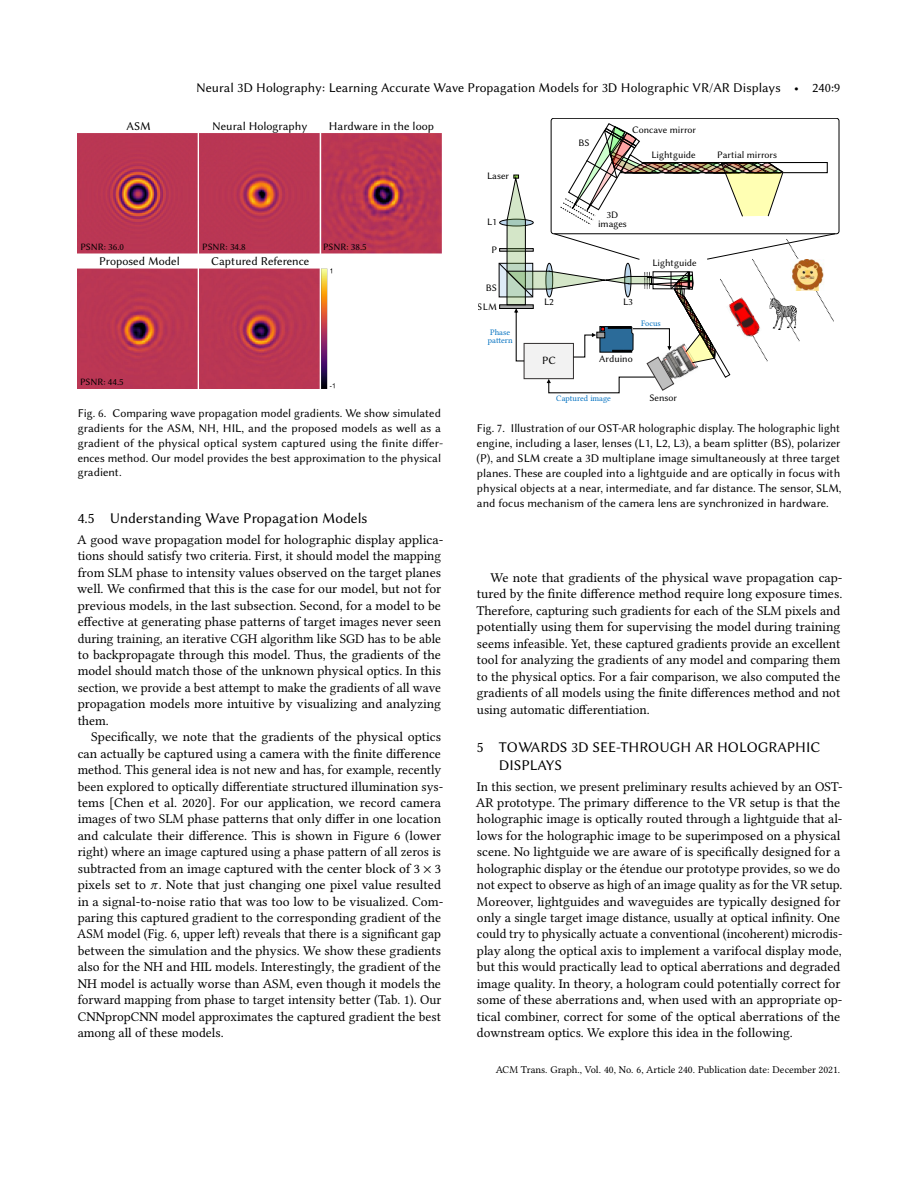 Neural 3D Holography: Learning Accurate Wave Propagation Models for 3D Holographic VR/AR Displays • 240:9
ASM
Neural Holography
Hardware in the loop
PSNR: 36.0
PSNR: 34.8
PSNR: 38.5
Proposed Model
Captured Reference
PSNR: 44.5
1
-1
Fig. 6. Comparing wave propagation model gradients. We show simulated
gradients for the ASM, NH, HIL, and the proposed models as well as a
gradient of the physical optical system captured using the finite differ-
ences method. Our model provides the best approximation to the physical
gradient.
4.5 Understanding Wave Propagation Models
A good wave propagation model for holographic display applica-
tions should satisfy two criteria. First, it should model the mapping
from SLM phase to intensity values observed on the target planes
well. We confirmed that this is the case for our model, but not for
previous models, in the last subsection. Second, for a model to be
effective at generating phase patterns of target images never seen
during training, an iterative CGH algorithm like SGD has to be able
to backpropagate through this model. Thus, the gradients of the
model should match those of the unknown physical optics. In this
section, we provide a best attempt to make the gradients of all wave
propagation models more intuitive by visualizing and analyzing
them.
Specifically, we note that the gradients of the physical optics
can actually be captured using a camera with the finite difference
method. This general idea is not new and has, for example, recently
been explored to optically differentiate structured illumination sys-
tems [Chen et al. 2020]. For our application, we record camera
images of two SLM phase patterns that only differ in one location
and calculate their difference. This is shown in Figure 6 (lower
right) where an image captured using a phase pattern of all zeros is
subtracted from an image captured with the center block of 3 × 3
pixels set to π. Note that just changing one pixel value resulted
in a signal-to-noise ratio that was too low to be visualized. Com-
paring this captured gradient to the corresponding gradient of the
ASM model (Fig. 6, upper left) reveals that there is a significant gap
between the simulation and the physics. We show these gradients
also for the NH and HIL models. Interestingly, the gradient of the
NH model is actually worse than ASM, even though it models the
forward mapping from phase to target intensity better (Tab. 1). Our
CNNpropCNN model approximates the captured gradient the best
among all of these models.
Concave mirror
BS
Lightguide
Partial mirrors
3D
images
Laser
L1
P
BS
SLM
L2
L3
Lightguide
Phase
pattern
PC
Arduino
Focus
Captured image
Sensor
Fig. 7. Illustration of our OST-AR holographic display. The holographic light
engine, including a laser, lenses (L1, L2, L3), a beam splitter (BS), polarizer
(P), and SLM create a 3D multiplane image simultaneously at three target
planes. These are coupled into a lightguide and are optically in focus with
physical objects at a near, intermediate, and far distance. The sensor, SLM,
and focus mechanism of the camera lens are synchronized in hardware.
We note that gradients of the physical wave propagation cap-
tured by the finite difference method require long exposure times.
Therefore, capturing such gradients for each of the SLM pixels and
potentially using them for supervising the model during training
seems infeasible. Yet, these captured gradients provide an excellent
tool for analyzing the gradients of any model and comparing them
to the physical optics. For a fair comparison, we also computed the
gradients of all models using the finite differences method and not
using automatic differentiation.
5 TOWARDS 3D SEE-THROUGH AR HOLOGRAPHIC
DISPLAYS
In this section, we present preliminary results achieved by an OST-
AR prototype. The primary difference to the VR setup is that the
holographic image is optically routed through a lightguide that al-
lows for the holographic image to be superimposed on a physical
scene. No lightguide we are aware of is specifically designed for a
holographic display or the étendue our prototype provides, so we do
not expect to observe as high of an image quality as for the VR setup.
Moreover, lightguides and waveguides are typically designed for
only a single target image distance, usually at optical infinity. One
could try to physically actuate a conventional (incoherent) microdis-
play along the optical axis to implement a varifocal display mode,
but this would practically lead to optical aberrations and degraded
image quality. In theory, a hologram could potentially correct for
some of these aberrations and, when used with an appropriate op-
tical combiner, correct for some of the optical aberrations of the
downstream optics. We explore this idea in the following.
ACM Trans. Graph., Vol. 40, No. 6, Article 240. Publication date: December 2021.